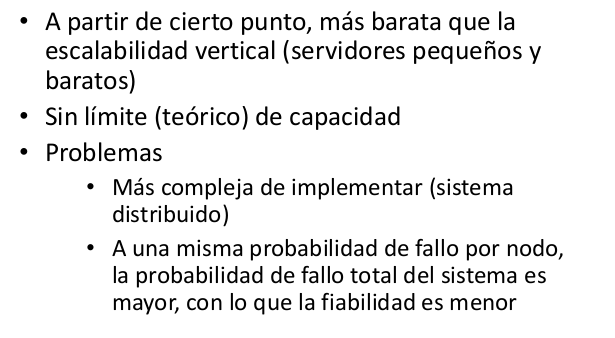 • A partir de cierto punto, más barata que la
escalabilidad vertical (servidores pequeños y
baratos)
• Sin límite (teórico) de capacidad
• Problemas
• Más compleja de implementar (sistema
distribuido)
• A una misma probabilidad de fallo por nodo,
la probabilidad de fallo total del sistema es
mayor, con lo que la fiabilidad es menor